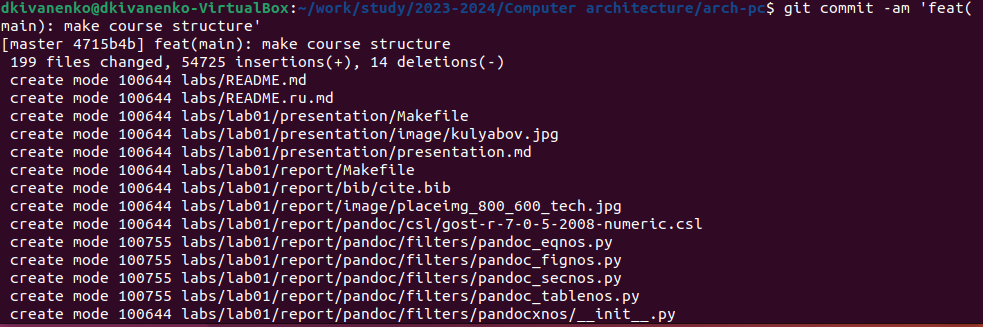 dkivanenko@dkivanenko-VirtualBox:~/work/study/2023-2024/Computer architecture/arch-pc$ git commit -am 'feat(
main): make course structure'
[master 4715b4b] feat(main): make course structure
 199 files changed, 54725 insertions(+), 14 deletions(-)
 create mode 100644 labs/README.md
 create mode 100644 labs/README.ru.md
 create mode 100644 labs/lab01/presentation/Makefile
 create mode 100644 labs/lab01/presentation/image/kulyabov.jpg
 create mode 100644 labs/lab01/presentation/presentation.md
 create mode 100644 labs/lab01/report/Makefile
 create mode 100644 labs/lab01/report/bib/cite.bib
 create mode 100644 labs/lab01/report/image/placeimg_800_600_tech.jpg
 create mode 100644 labs/lab01/report/pandoc/csl/gost-r-7-0-5-2008-numeric.csl
 create mode 100755 labs/lab01/report/pandoc/filters/pandoc_eqnos.py
 create mode 100755 labs/lab01/report/pandoc/filters/pandoc_fignos.py
 create mode 100755 labs/lab01/report/pandoc/filters/pandoc_secnos.py
 create mode 100755 labs/lab01/report/pandoc/filters/pandoc_tablenos.py
 create mode 100644 labs/lab01/report/pandoc/filters/pandocxnos/__init__.py